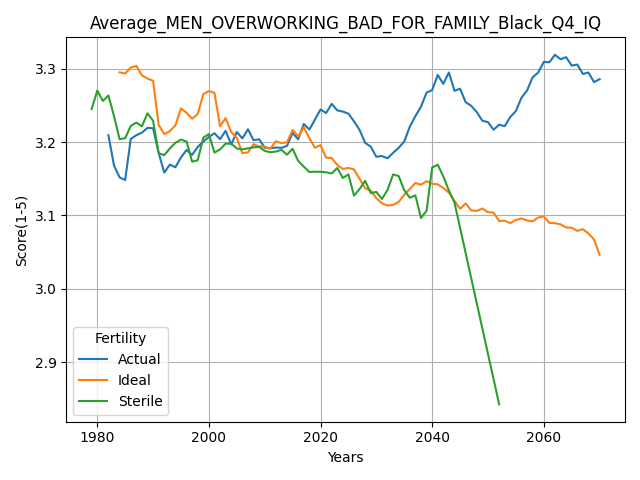 Average_MEN_OVERWORKING_BAD_FOR_FAMILY_Black_Q4_IQ
3.3
3.2
3.1
3.0
2.9
Score(1-5)
Fertility
Actual
Ideal
Sterile
1980
2000
2020
2040
2060
Years